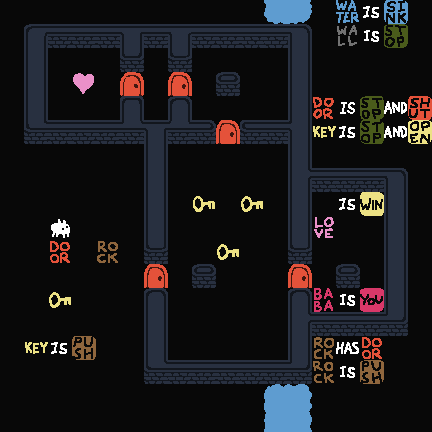 WATER IS SINK
WALL IS STOP
DOOR IS STOP AND SHUT
KEY IS STOP AND OPEN
IS WIN
LOVE
DOOR ROCK
BABA IS YOU
KEY IS PUSH
ROCK HAS DOOR
ROCK IS PUSH